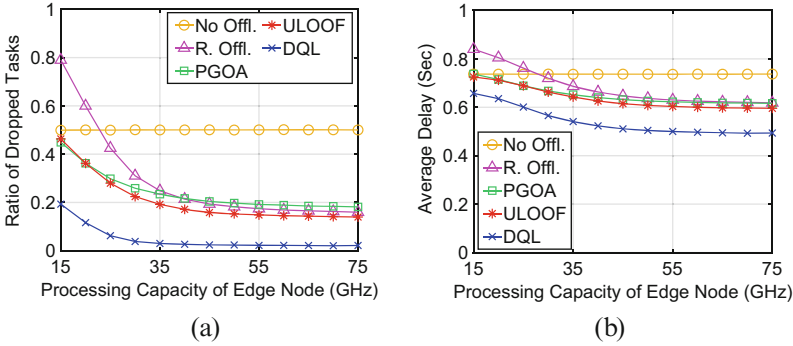 1
0.8
0.6
0.4
0.2
0
Ratio of Dropped Tasks
No Offl.
R. Offl.
PGOA
ULOOF
DQL
15
35
55
75
Processing Capacity of Edge Node (GHz)
(a)
1
0.8
0.6
0.4
0.2
0
Average Delay (Sec)
No Offl.
R. Offl.
PGOA
ULOOF
DQL
15
35
55
75
Processing Capacity of Edge Node (GHz)
(b)